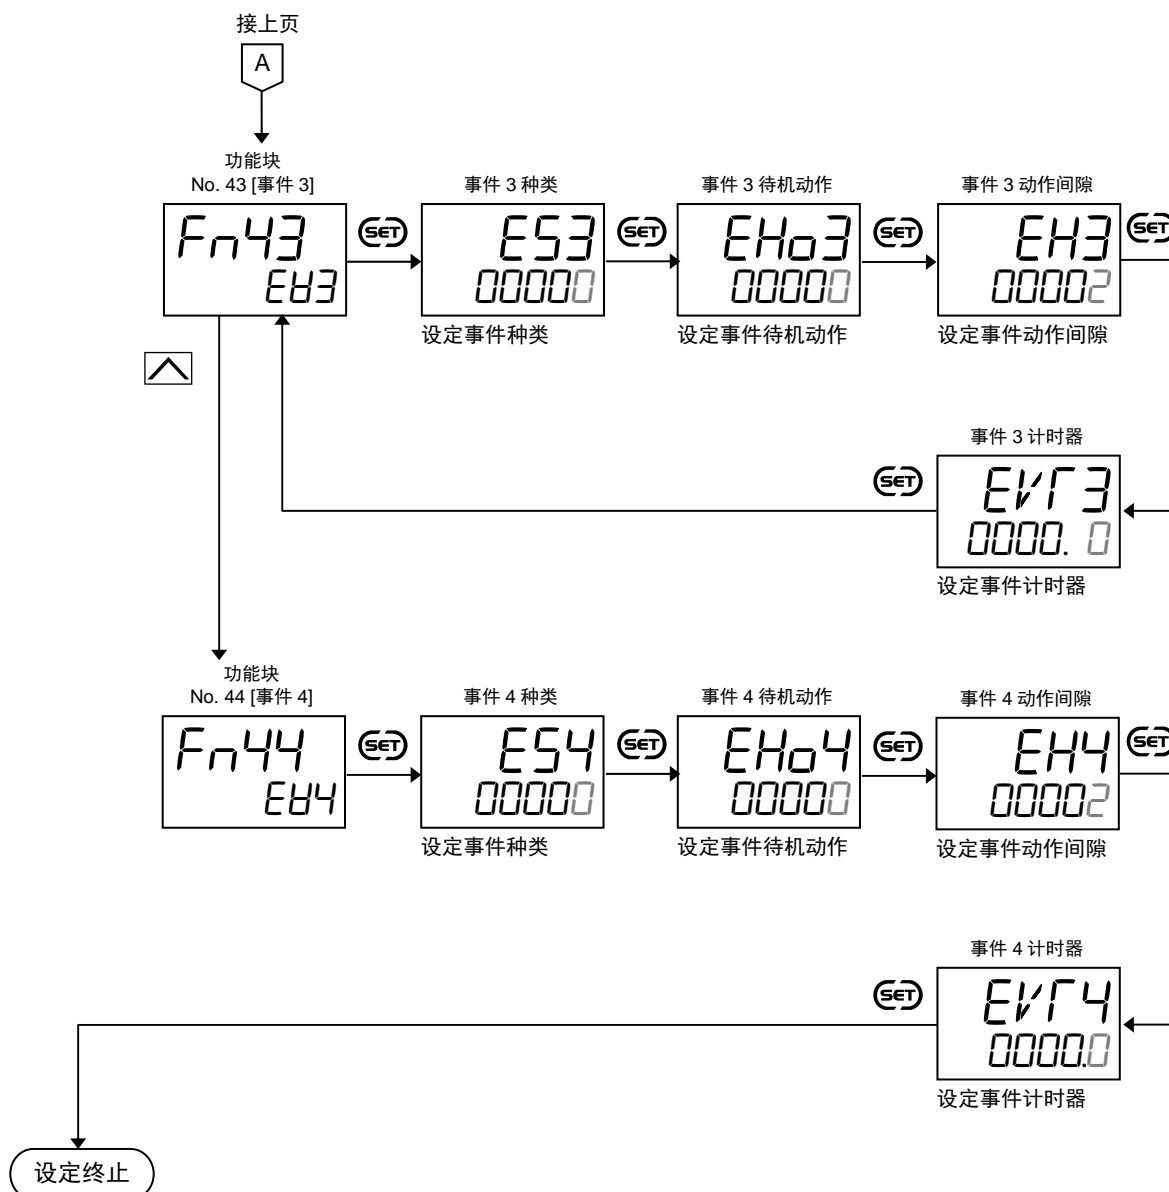 接上页
A
功能块
No. 43 [事件 3]
事件 3 种类
事件 3 待机动作
事件 3 动作间隙
Fn43
EV3
SET
ES3
00000
SET
EHo3
00000
SET
EH3
00002
SET
设定事件种类
设定事件待机动作
设定事件动作间隙
事件 3 计时器
SET
EVT3
0000. 0
设定事件计时器
功能块
No. 44 [事件 4]
事件 4 种类
事件 4 待机动作
事件 4 动作间隙
Fn44
EV4
SET
ES4
00000
SET
EHo4
00000
SET
EH4
00002
SET
设定事件种类
设定事件待机动作
设定事件动作间隙
事件 4 计时器
SET
EVT4
0000.0
设定事件计时器
设定终止